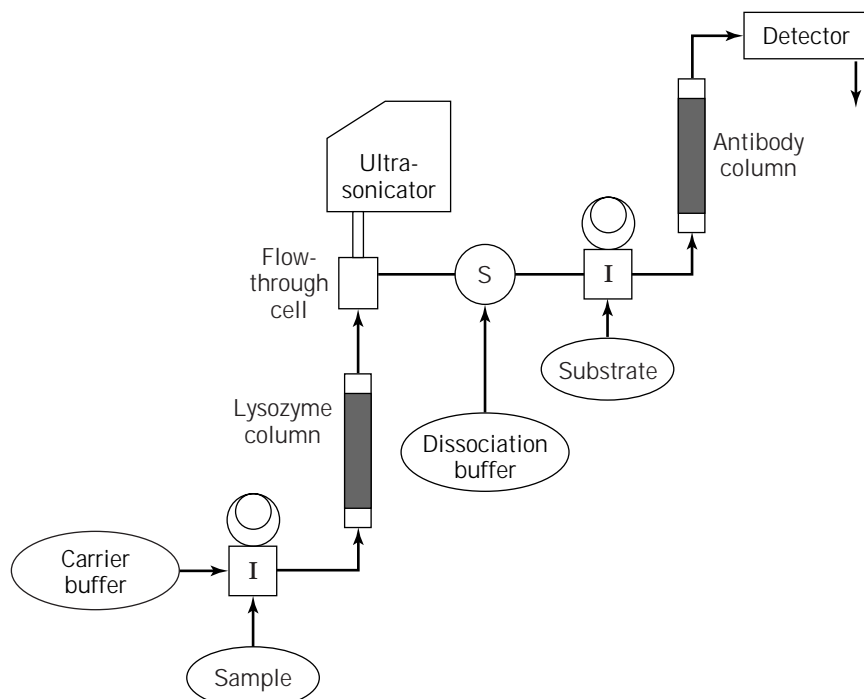 Detector
Antibody
column
Ultra-
sonicator
Flow-
through
cell
S
I
Substrate
Lysozyme
column
Dissociation
buffer
Carrier
buffer
I
Sample